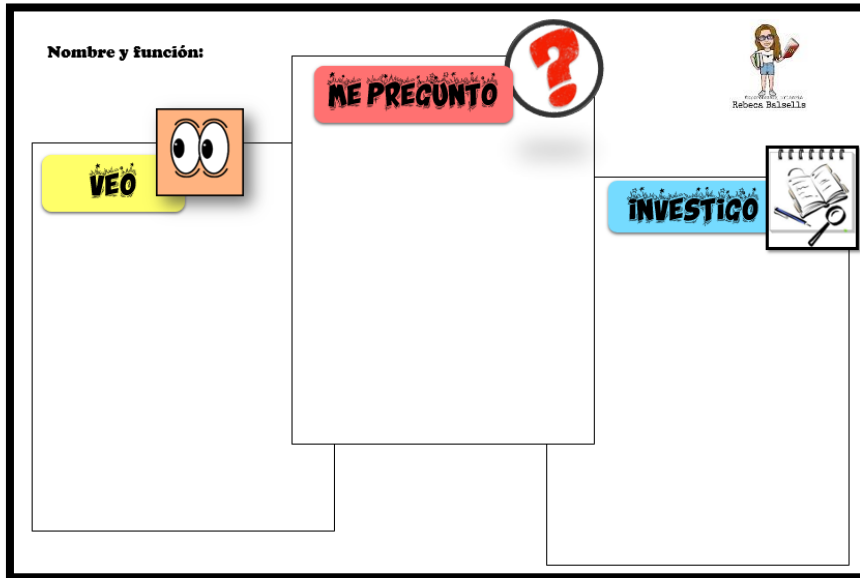 Nombre y función:
ME PREGUNTO
Rebeca Balsells
VEO
INVESTIGO